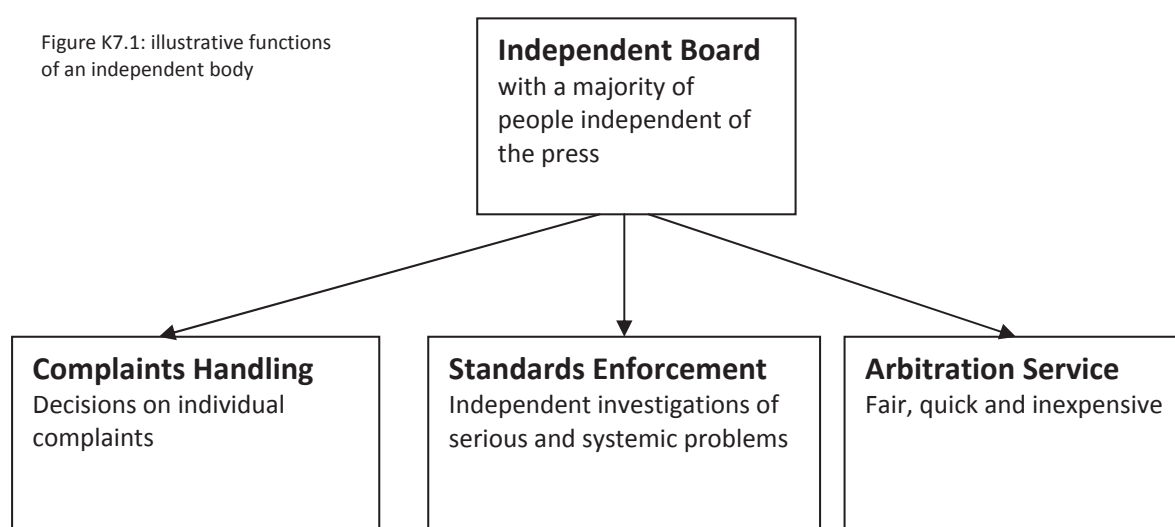 Figure K7.1: illustrative functions
of an independent body
Independent Board
with a majority of
people independent of
the press
Complaints Handling
Decisions on individual
complaints
Standards Enforcement
Independent investigations of
serious and systemic problems
Arbitration Service
Fair, quick and inexpensive